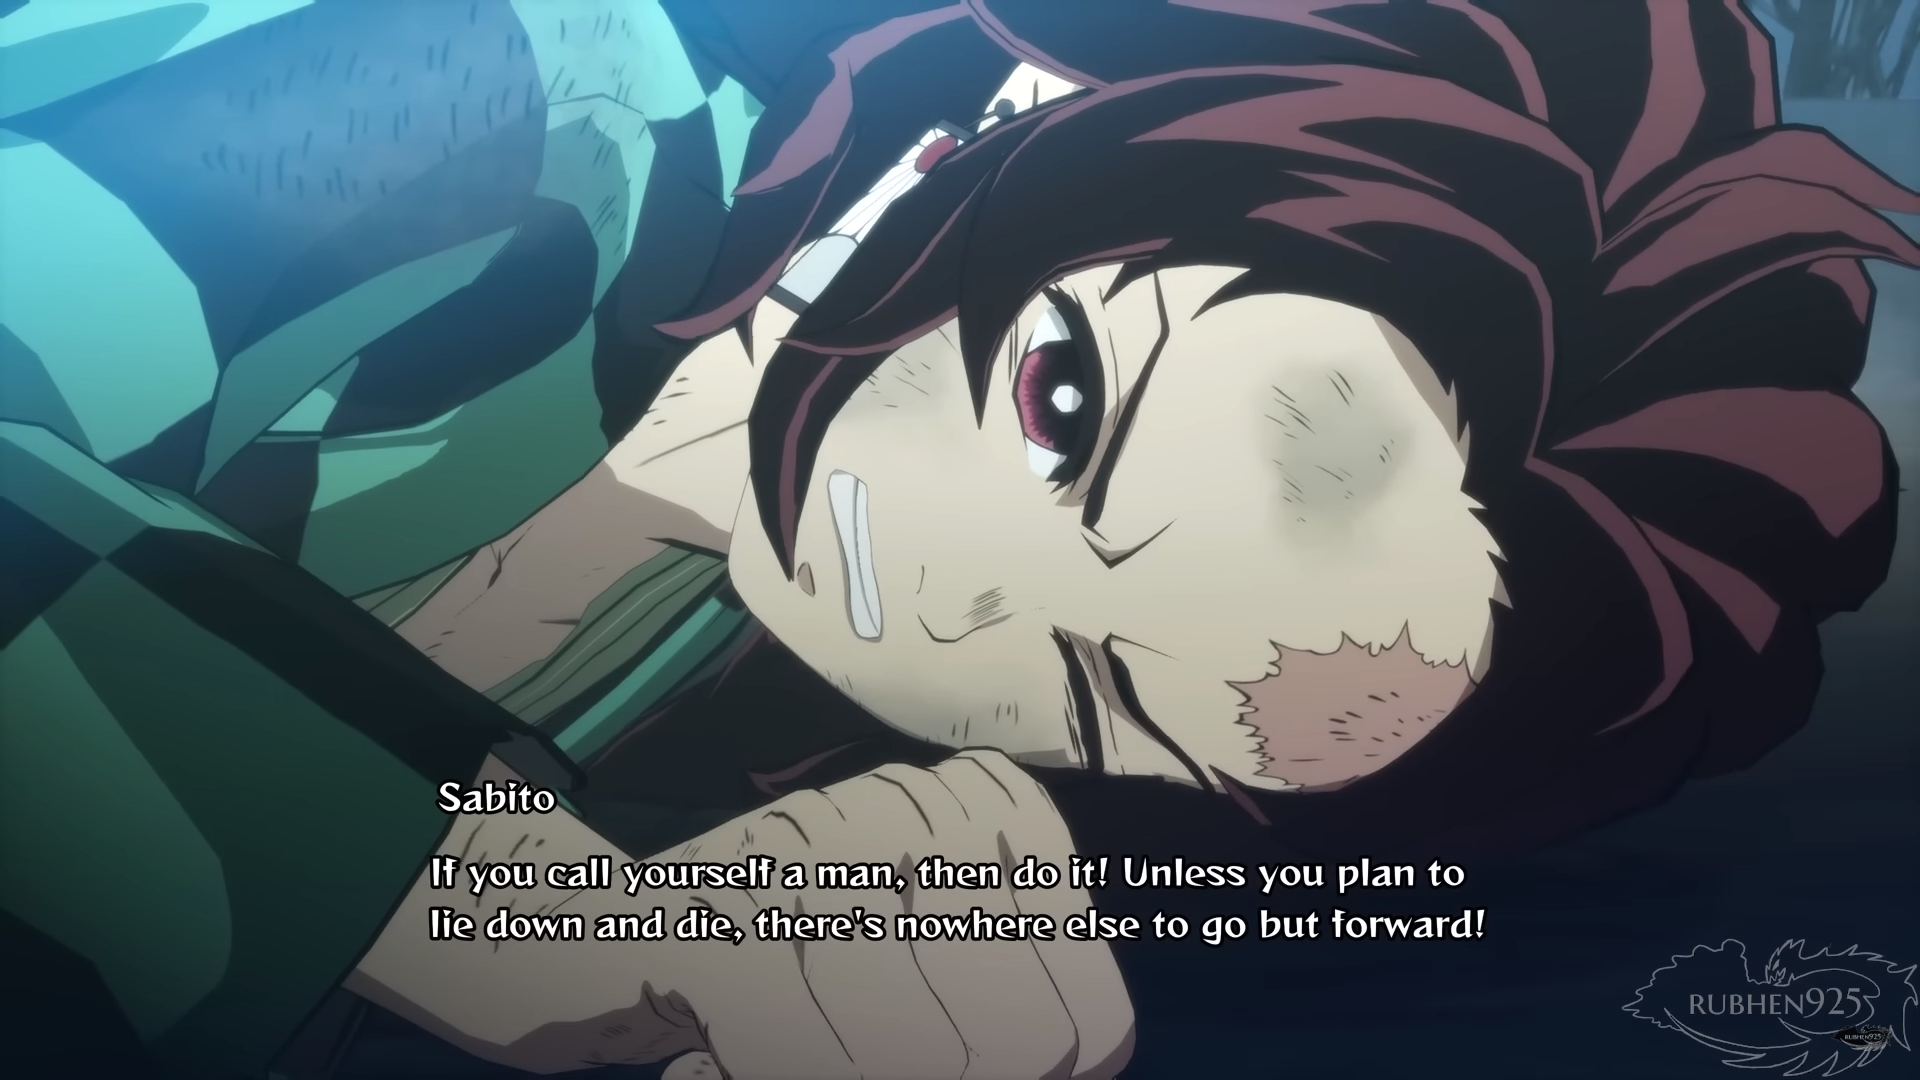 Sabito
If you call yourself a man, then do it! Unless you plan to
lie down and die, there's nowhere else to go but forward!
RUBHEN925
RUBHEN925